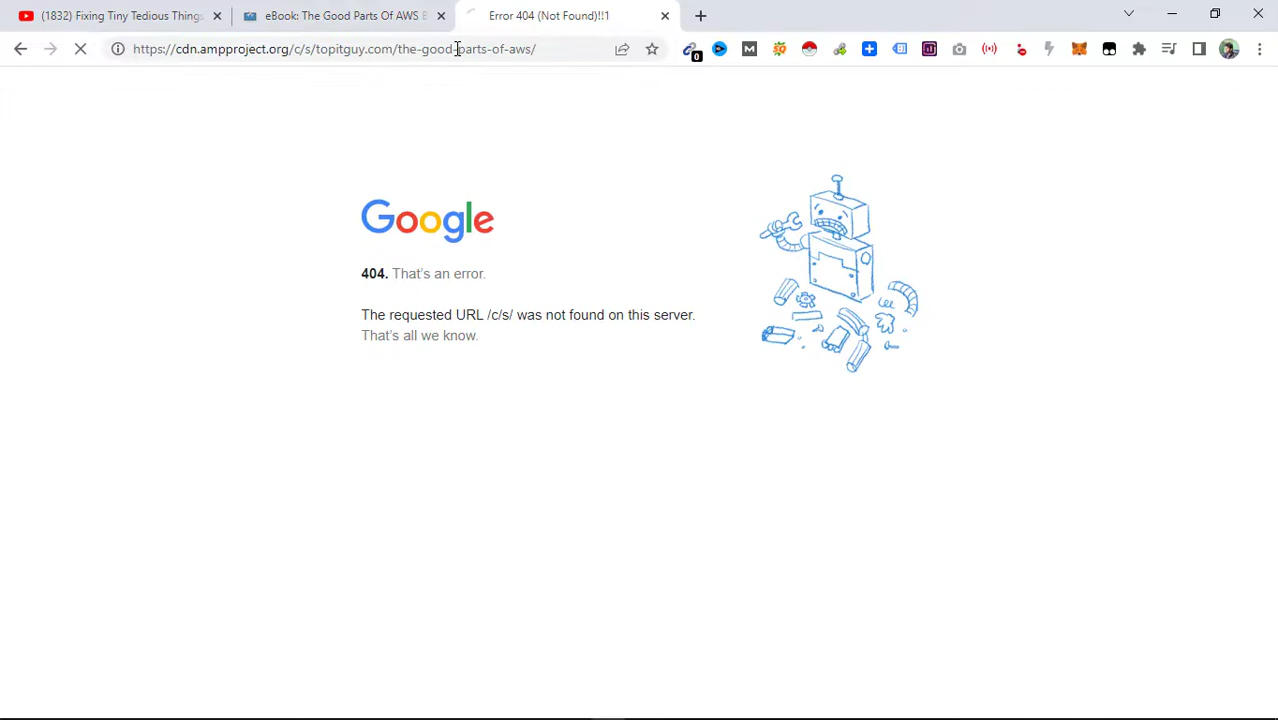 (1832) Fixing Tiny Tedious Things
eBook: The Good Parts Of AWS E
Error 404 (Not Found)!!1
https://cdn.ampproject.org/c/s/topitguy.com/the-good-parts-of-aws/
0
Google
404. That's an error.
The requested URL /c/s/ was not found on this server.
That's all we know.